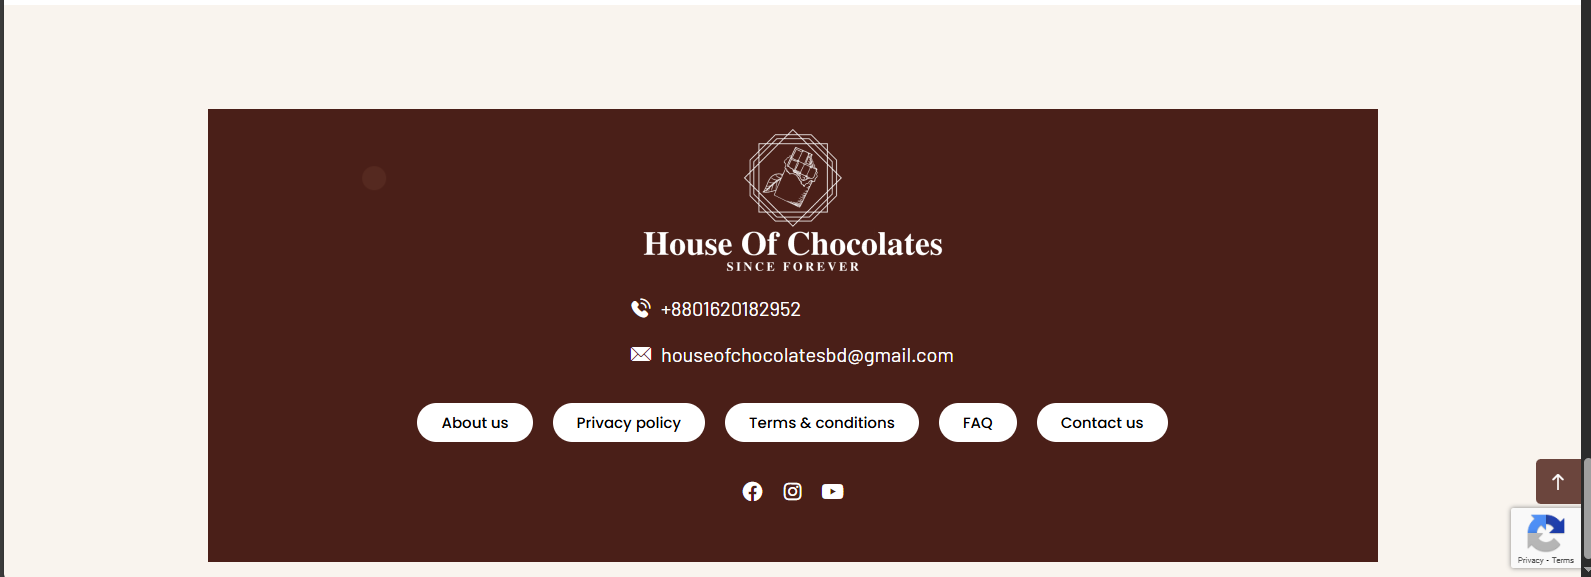 House Of Chocolates
SINCE FOREVER
+8801620182952
houseofchocolatesbd@gmail.com
About us
Privacy policy
Terms & conditions
FAQ
Contact us
Privacy - Terms